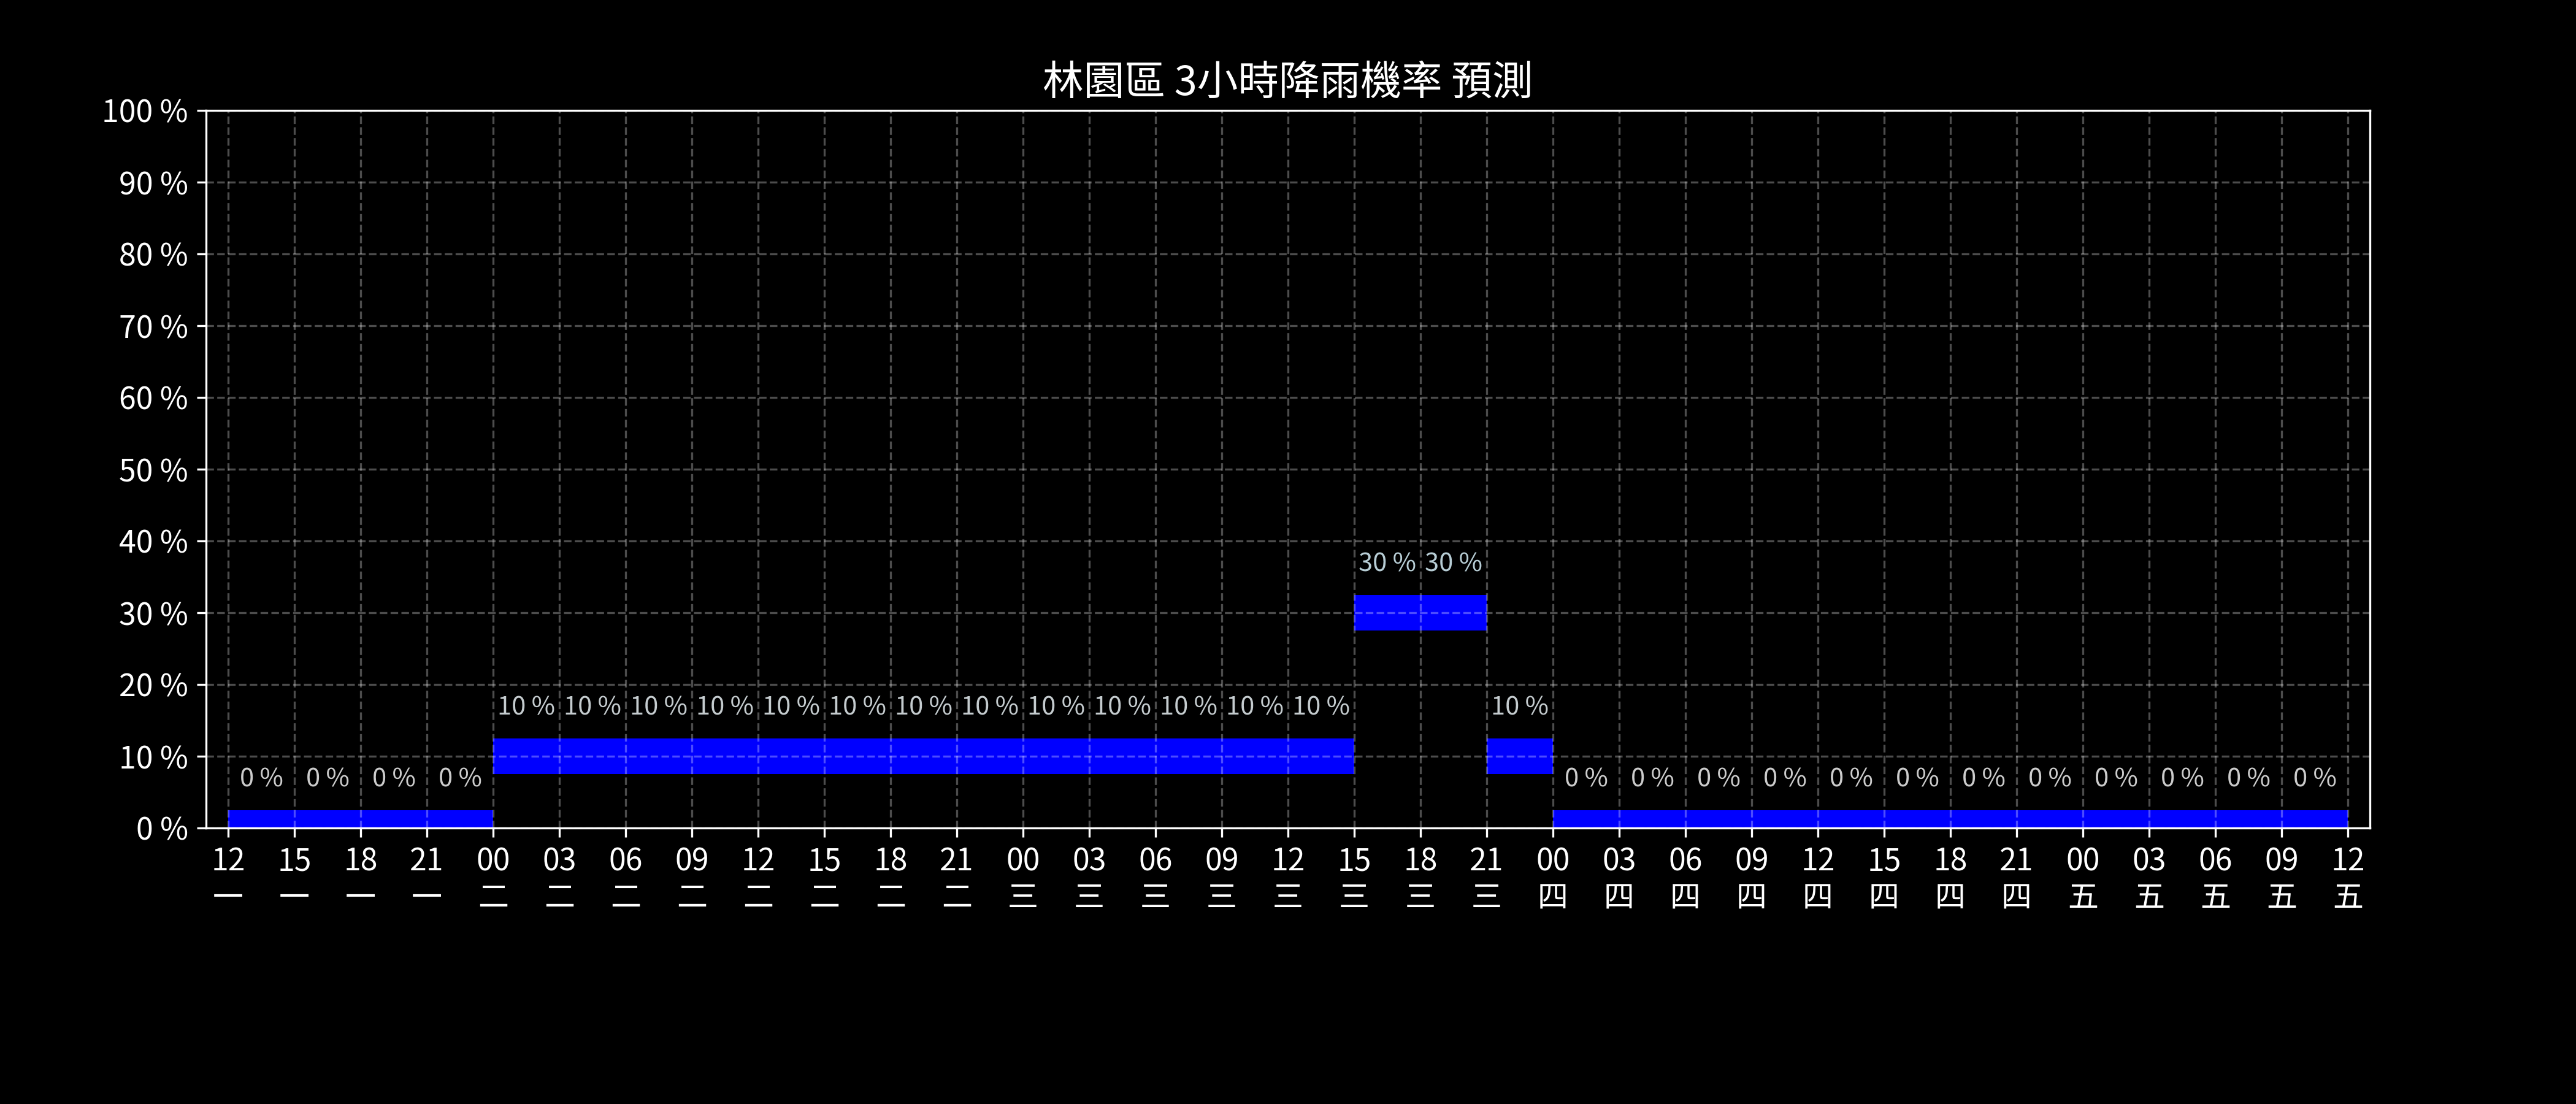 林園區 3小時降雨機率 預測
100 %
90 %
80 %
70 %
60 %
50 %
40 %
30 %
20 %
10 %
0 %
30 % 30 %
10 % 10 % 10 % 10 % 10 % 10 % 10 % 10 % 10 % 10 % 10 % 10 % 10 % 10 %
0 % 0 % 0 % 0 % 0 % 0 % 0 % 0 % 0 % 0 % 0 % 0 % 0 % 0 % 0 % 0 %
12 15 18 21 00 03 06 09 12 15 18 21 00 03 06 09 12 15 18 21 00 03 06 09 12 15 18 21 00 03 06 09 12
一 一 一 一 二 二 二 二 二 二 二 二 三 三 三 三 三 三 三 三 四 四 四 四 四 四 四 四 五 五 五 五 五